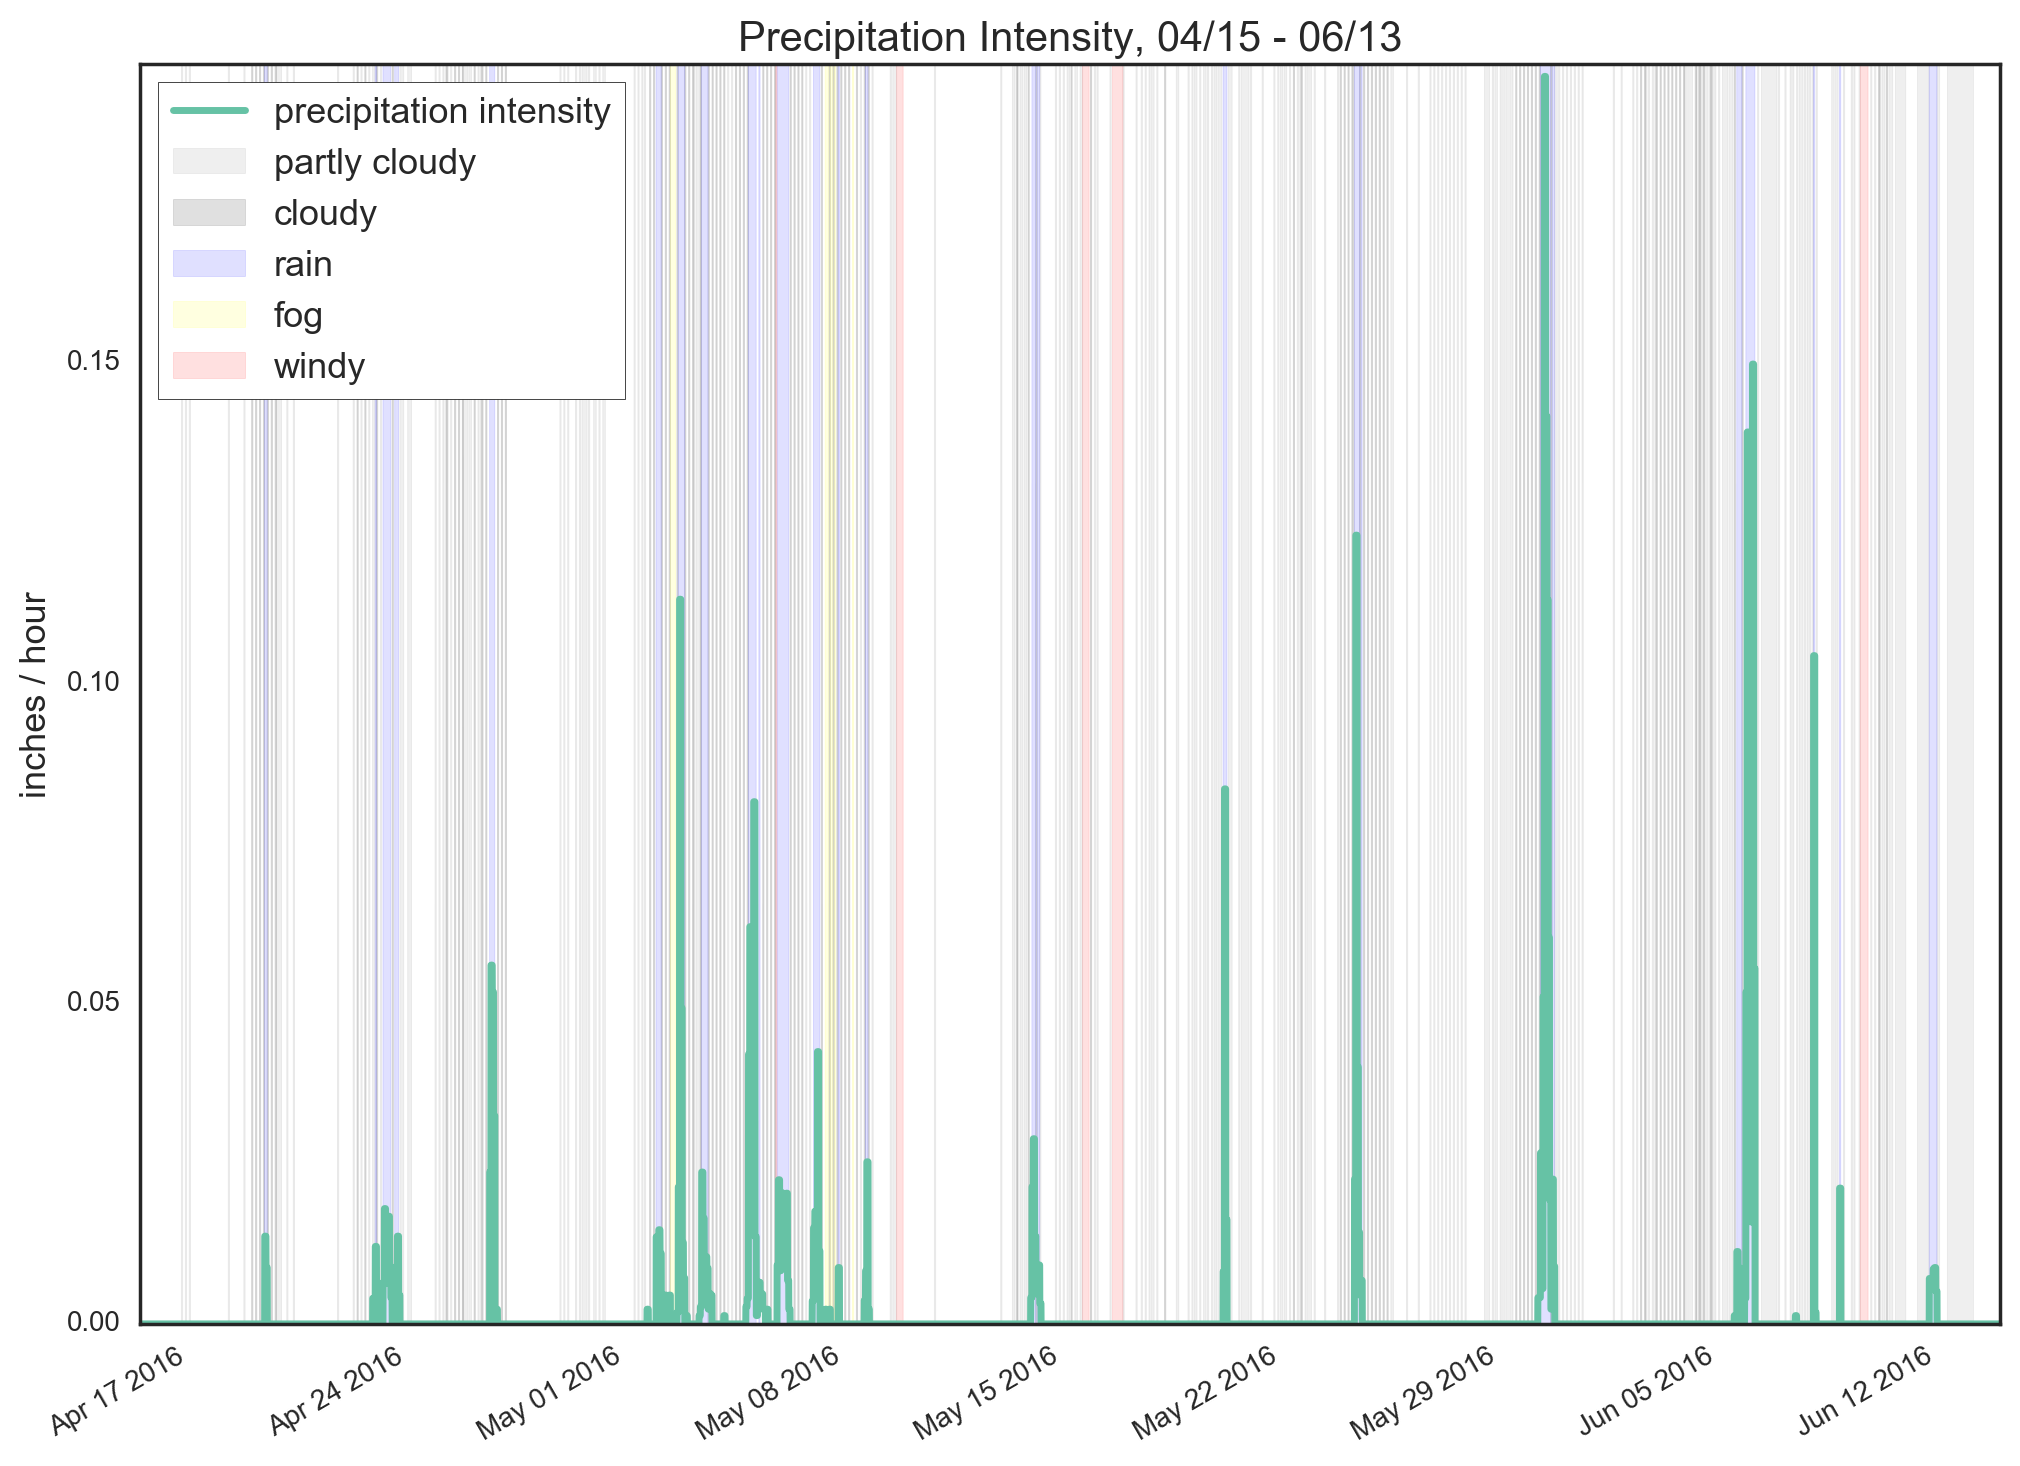 Precipitation Intensity, 04/15 - 06/13
precipitation intensity
partly cloudy
cloudy
rain
fog
windy
inches / hour
0.15
0.10
0.05
0.00
Apr 17 2016
Apr 24 2016
May 01 2016
May 08 2016
May 15 2016
May 22 2016
May 29 2016
Jun 05 2016
Jun 12 2016